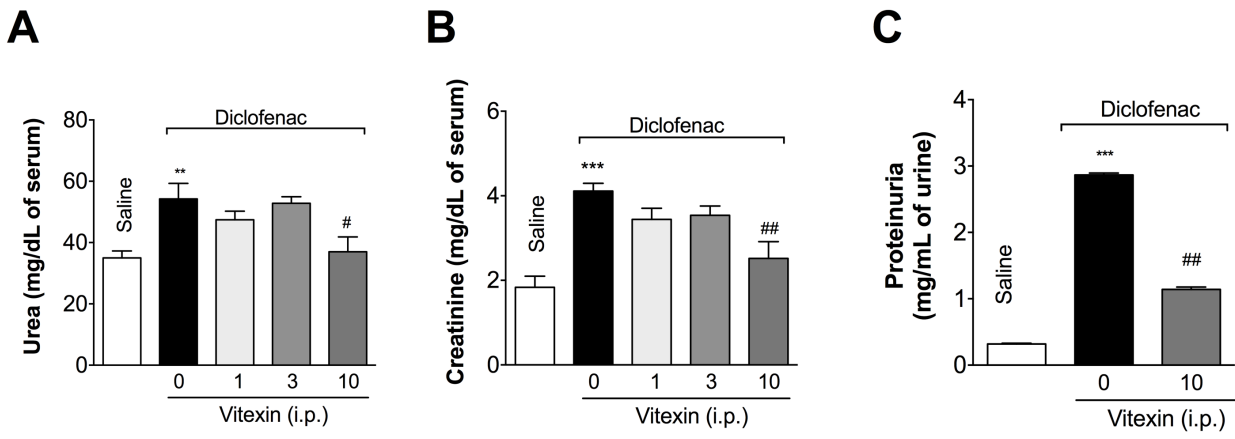 A
Urea (mg/dL of serum)
80
60
40
20
0
Saline
Diclofenac
**
#
0 1 3 10
Vitexin (i.p.)
B
Creatinine (mg/dL of serum)
6
4
2
0
Saline
Diclofenac
***
##
0 1 3 10
Vitexin (i.p.)
C
Proteinuria
(mg/mL of urine)
4
3
2
1
0
Saline
Diclofenac
***
##
0 10
Vitexin (i.p.)